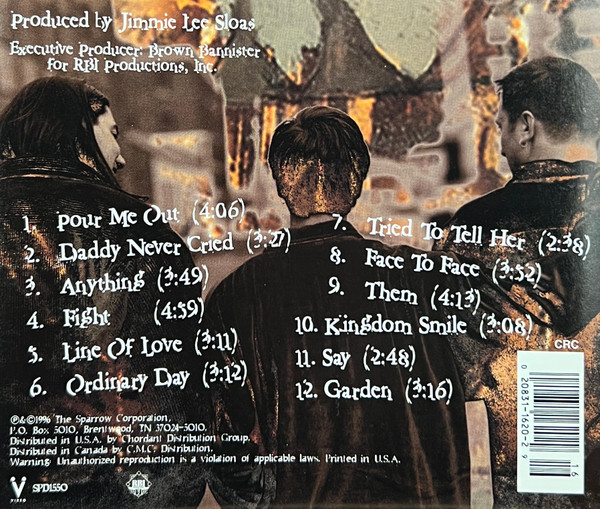 Produced by Jimmie Lee Sloas
Executive Producer: Brown Bannister
for RBI Productions, Inc.
1. Pour Me Out (4:06)
2. Daddy Never Cried (3:27)
3. Anything (3:49)
4. Fight (4:59)
5. Line Of Love (3:11)
6. Ordinary Day (3:12)
7. Tried To Tell Her (2:38)
8. Face To Face (3:52)
9. Them (4:13)
10. Kingdom Smile (3:08)
11. Say (2:48)
12. Garden (3:16)
CRC
0 20831-1620-2 9
16
℗&©1996 The Sparrow Corporation,
P.O. Box 5010, Brentwood, TN 37024-5010.
Distributed in U.S.A. by Chordant Distribution Group.
Distributed in Canada by C.M.C. Distribution.
Warning: Unauthorized reproduction is a violation of applicable laws. Printed in U.S.A.
V
VIDEO
SPD1550
RBI